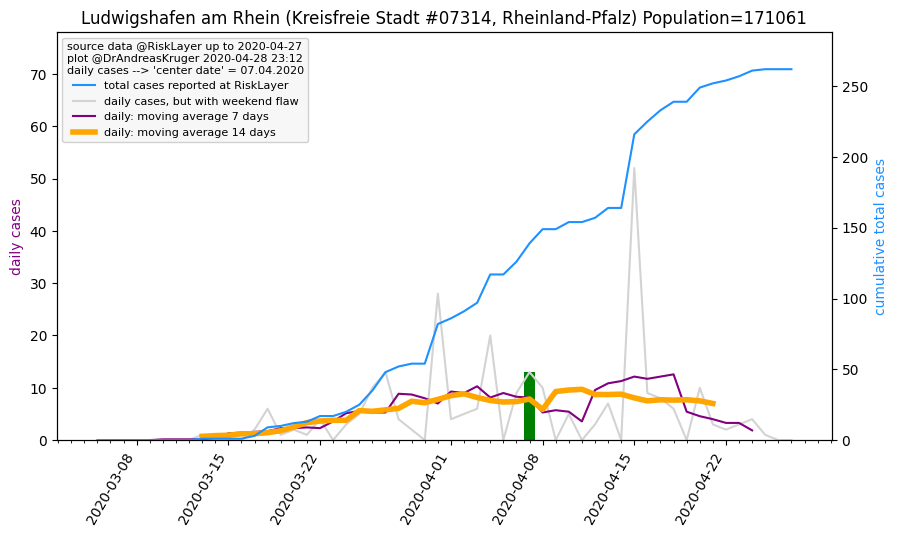 Ludwigshafen am Rhein (Kreisfreie Stadt #07314, Rheinland-Pfalz) Population=171061
source data @RiskLayer up to 2020-04-27
plot @DrAndreasKruger 2020-04-28 23:12
daily cases --> 'center date' = 07.04.2020
total cases reported at RiskLayer
daily cases, but with weekend flaw
daily: moving average 7 days
daily: moving average 14 days
daily cases
70
60
50
40
30
20
10
0
250
200
150
100
50
0
cumulative total cases
2020-03-08
2020-03-15
2020-03-22
2020-04-01
2020-04-08
2020-04-15
2020-04-22